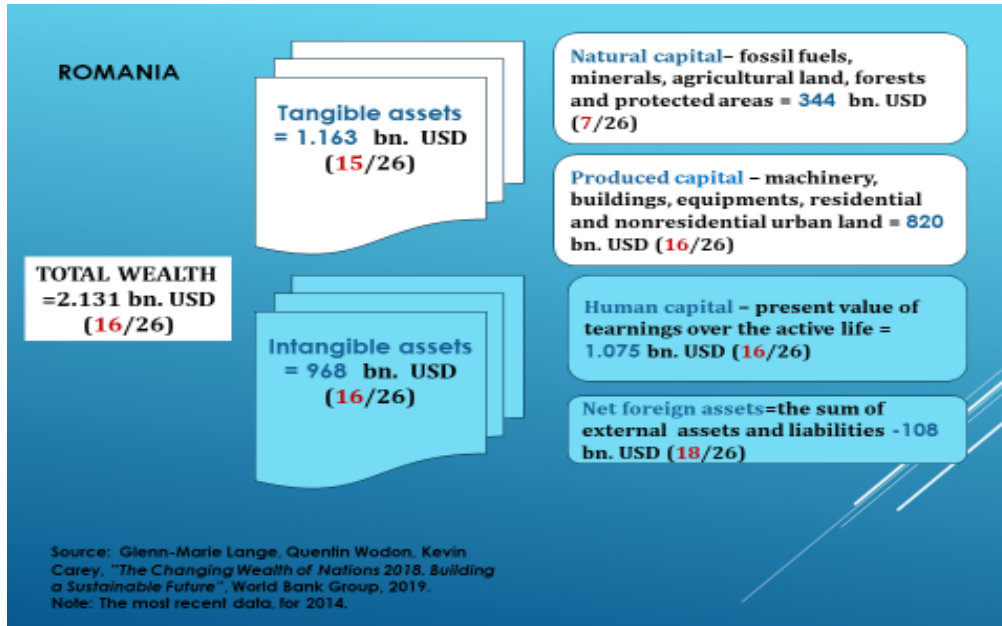 ROMANIA
Tangible assets
= 1.163 bn. USD
(15/26)
Natural capital– fossil fuels,
minerals, agricultural land, forests
and protected areas = 344 bn. USD
(7/26)
Produced capital – machinery,
buildings, equipments, residential
and nonresidential urban land = 820
bn. USD (16/26)
TOTAL WEALTH
=2.131 bn. USD
(16/26)
Intangible assets
= 968 bn. USD
(16/26)
Human capital – present value of
tearnings over the active life =
1.075 bn. USD (16/26)
Net foreign assets=the sum of
external assets and liabilities -108
bn. USD (18/26)
Source: Glenn-Marie Lange, Quentin Wodon, Kevin
Carey, "The Changing Wealth of Nations 2018. Building
a Sustainable Future", World Bank Group, 2019.
Note: The most recent data, for 2014.